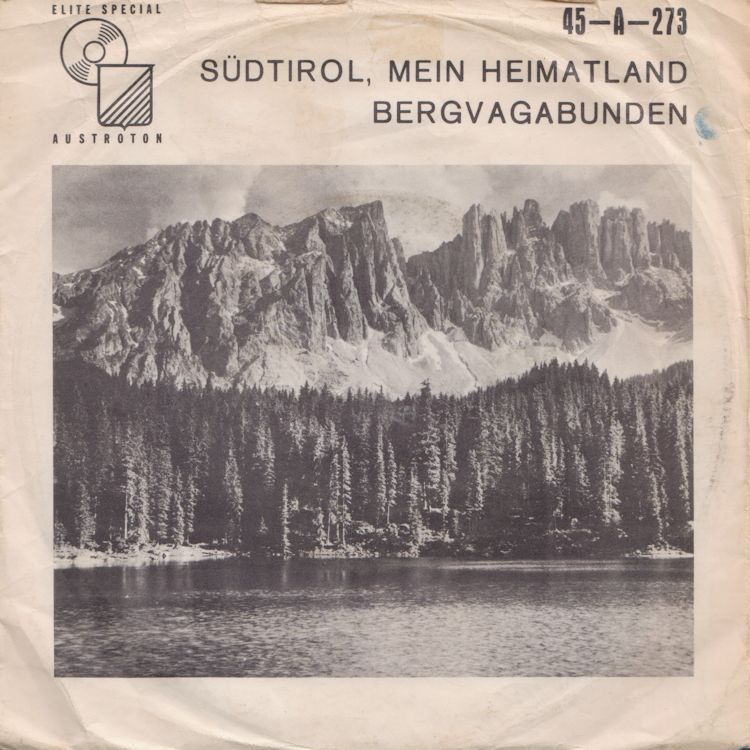 ELITE SPECIAL
AUSTROTON
45-A-273
SÜDTIROL, MEIN HEIMATLAND
BERGVAGABUNDEN